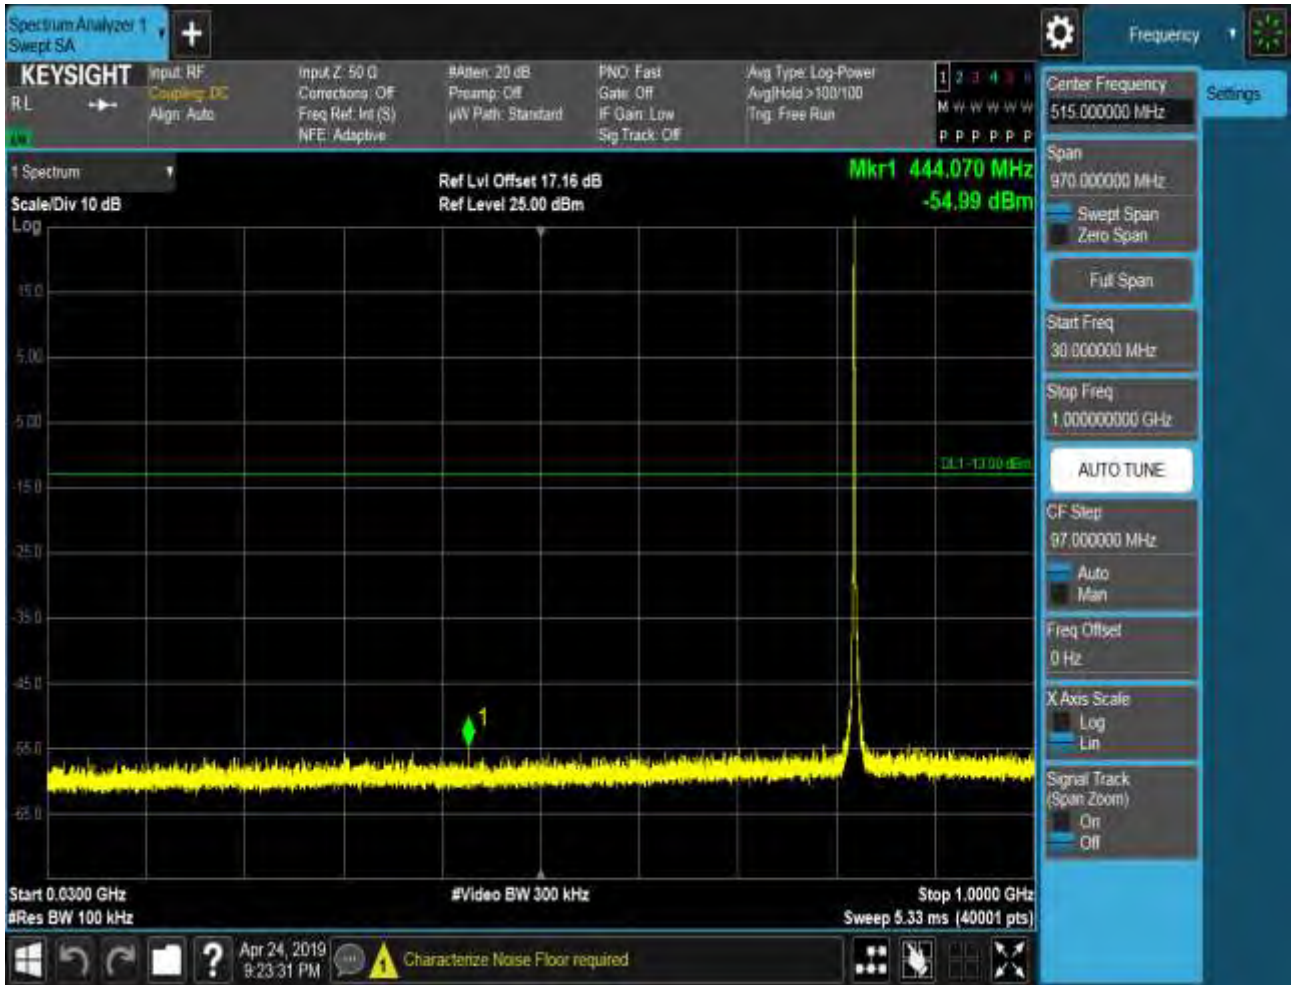 Spectrum Analyzer 1
Swept SA
Frequency
KEYSIGHT
RL
Input: RF
Coupling: DC
Align: Auto
Input Z: 50 Ω
Corrections: Off
Freq Ref: Int (S)
NFE: Adaptive
#Atten: 20 dB
Preamp: Off
µW Path: Standard
PNO: Fast
Gate: Off
IF Gain: Low
Sig Track: Off
Avg Type: Log-Power
Avg|Hold >100/100
Trig: Free Run
1 2 3 4 5 6
M W W W W W
P P P P P P
1 Spectrum
Scale/Div 10 dB
Log
Ref Lvl Offset 17.16 dB
Ref Level 25.00 dBm
Mkr1 444.070 MHz
-54.99 dBm
15.0
5.00
-5.00
DL1 -13.00 dBm
-15.0
-25.0
-35.0
-45.0
1
-55.0
-65.0
Start 0.0300 GHz
#Video BW 300 kHz
Stop 1.0000 GHz
#Res BW 100 kHz
Sweep 5.33 ms (40001 pts)
Center Frequency
515.000000 MHz
Settings
Span
970.000000 MHz
Swept Span
Zero Span
Full Span
Start Freq
30.000000 MHz
Stop Freq
1.000000000 GHz
AUTO TUNE
CF Step
97.000000 MHz
Auto
Man
Freq Offset
0 Hz
X Axis Scale
Log
Lin
Signal Track
(Span Zoom)
On
Off
?
Apr 24, 2019
9:23:31 PM
1
Characterize Noise Floor required